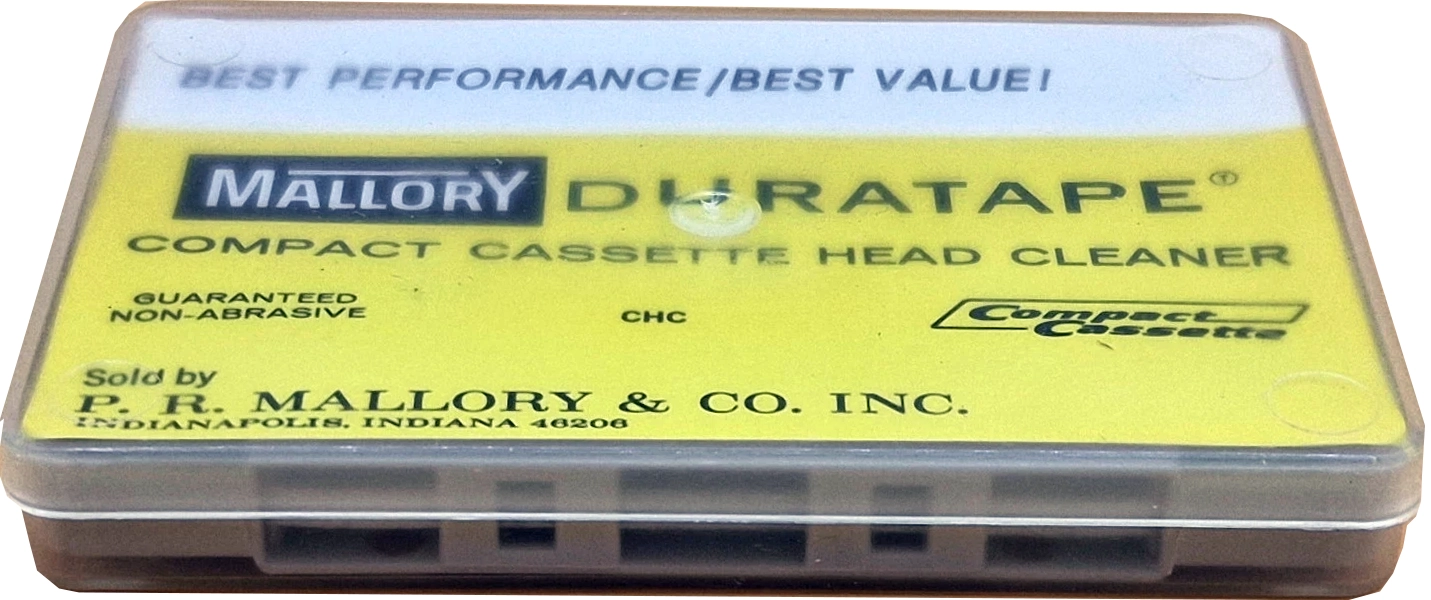 BEST PERFORMANCE/BEST VALUE!
MALLORY DURATAPE®
COMPACT CASSETTE HEAD CLEANER
GUARANTEED
NON-ABRASIVE
CHC
Compact
Cassette
Sold by
P. R. MALLORY & CO. INC.
INDIANAPOLIS, INDIANA 46206